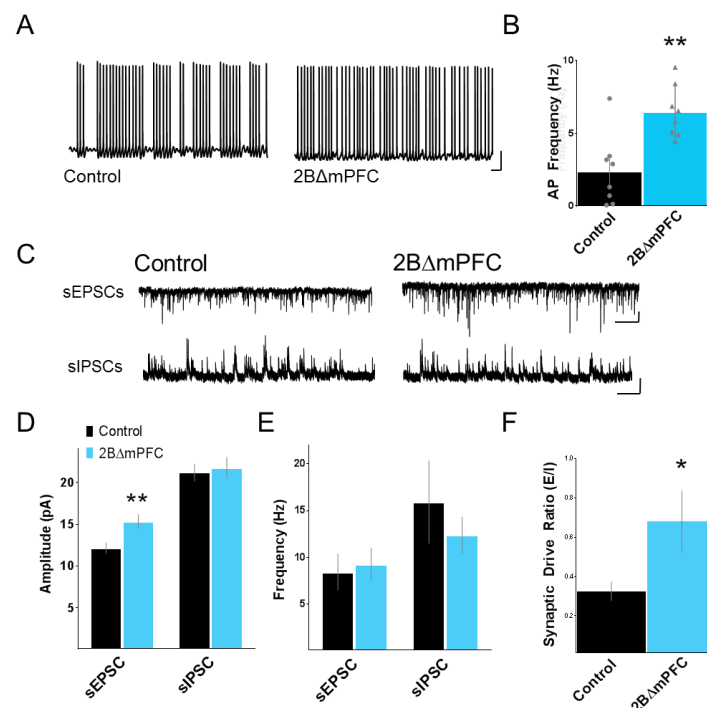 A
Control
2BΔmPFC
B
**
AP Frequency (Hz)
10
5
0
Control
2BΔmPFC
C
Control
2BΔmPFC
sEPSCs
sIPSCs
D
Control
2BΔmPFC
**
Amplitude (pA)
20
15
10
5
sEPSC
sIPSC
E
Frequency (Hz)
20
15
10
5
sEPSC
sIPSC
F
*
Synaptic Drive Ratio (E/I)
1.0
0.8
0.6
0.4
0.2
Control
2BΔmPFC